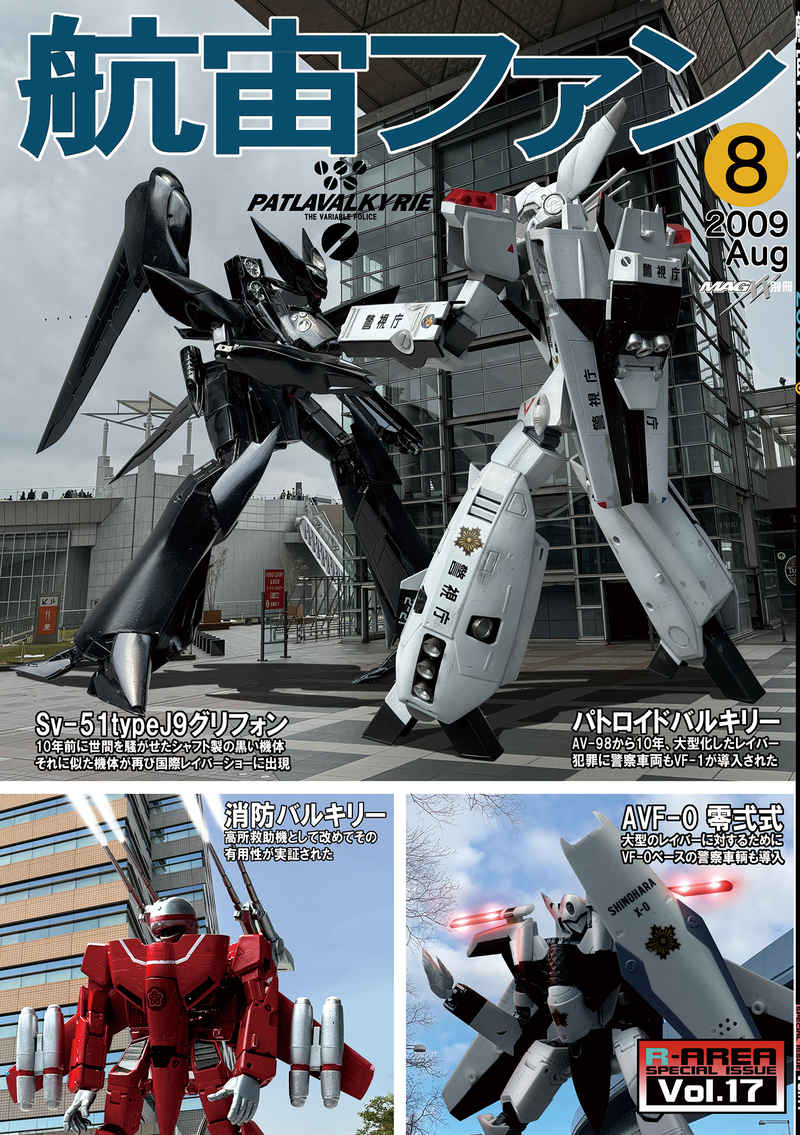 航宙ファン
8
2009
Aug
MAG
別冊
PATLAVALKYRIE
THE VARIABLE POLICE
警視庁
警視庁
警視庁
警視庁
警視庁
Sv-51typeJ9グリフォン
10年前に世間を騒がせたシャフト製の黒い機体
それに似た機体が再び国際レイバーショーに出現
パトロイドバルキリー
AV-98から10年、大型化したレイバー
犯罪に警察車両もVF-1が導入された
消防バルキリー
高所救助機として改めてその
有用性が実証された
AVF-0 零弐式
大型のレイバーに対するために
VF-0ベースの警察車輌も導入
SHINOHARA
X-0
R-AREA
SPECIAL ISSUE
Vol.17